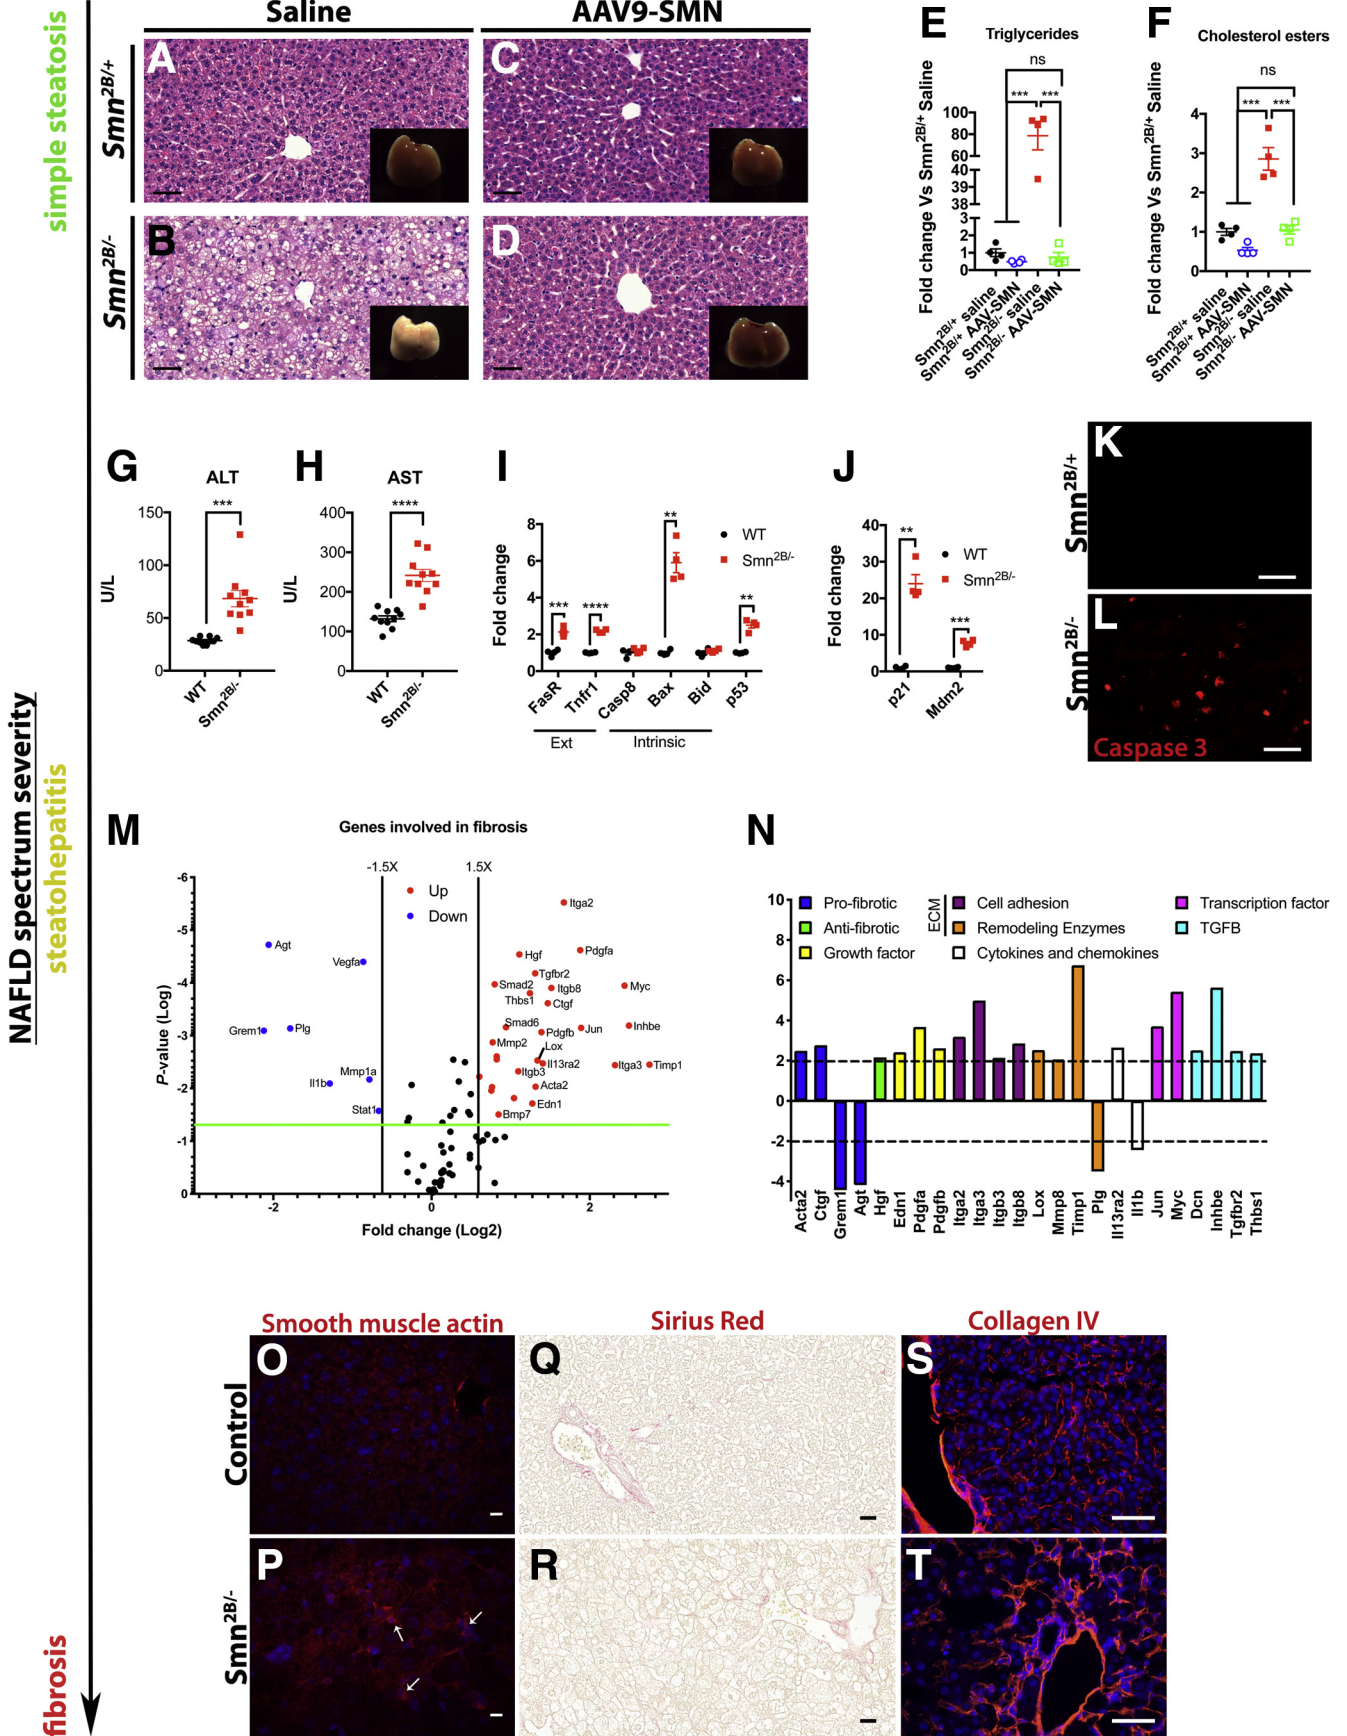 Saline
AAV9-SMN
simple steatosis
NAFLD spectrum severity
steatohepatitis
fibrosis
Smn2B/+
Smn2B/-
A
C
B
D
E
Triglycerides
Fold change Vs Smn2B/+ Saline
ns
*** ***
100
80
60
40
39
38
3
2
1
0
Smn2B/+ saline
Smn2B/+ AAV-SMN
Smn2B/- saline
Smn2B/- AAV-SMN
F
Cholesterol esters
Fold change Vs Smn2B/+ Saline
ns
*** ***
4
3
2
1
0
Smn2B/+ saline
Smn2B/+ AAV-SMN
Smn2B/- saline
Smn2B/- AAV-SMN
G
ALT
***
U/L
150
100
50
0
WT
Smn2B/-
H
AST
****
U/L
400
300
200
100
0
WT
Smn2B/-
I
Fold change
8
6
4
2
0
*** **** ** **
WT
Smn2B/-
FasR
Tnfr1
Casp8
Bax
Bid
p53
Ext
Intrinsic
J
Fold change
40
30
20
10
0
** ***
WT
Smn2B/-
p21
Mdm2
Smn2B/+
K
Smn2B/-
L
Caspase 3
M
Genes involved in fibrosis
-1.5X
1.5X
Up
Down
P-value (Log)
-6
-5
-4
-3
-2
-1
0
-2
0
2
Fold change (Log2)
Itga2
Agt
Pdgfa
Hgf
Vegfa
Tgfbr2
Smad2
Itgb8
Myc
Thbs1
Ctgf
Smad6
Grem1
Plg
Pdgfb
Jun
Inhbe
Mmp2
Lox
Il13ra2
Itga3
Timp1
Itgb3
Mmp1a
Il1b
Acta2
Edn1
Stat1
Bmp7
N
Pro-fibrotic
Anti-fibrotic
Growth factor
ECM
Cell adhesion
Remodeling Enzymes
Cytokines and chemokines
Transcription factor
TGFB
10
8
6
4
2
0
-2
-4
Acta2
Ctgf
Grem1
Agt
Hgf
Edn1
Pdgfa
Pdgfb
Itga2
Itga3
Itgb3
Itgb8
Lox
Mmp8
Timp1
Plg
Il13ra2
Il1b
Jun
Myc
Dcn
Inhbe
Tgfbr2
Thbs1
Smooth muscle actin
Sirius Red
Collagen IV
Control
O
Q
S
Smn2B/-
P
R
T